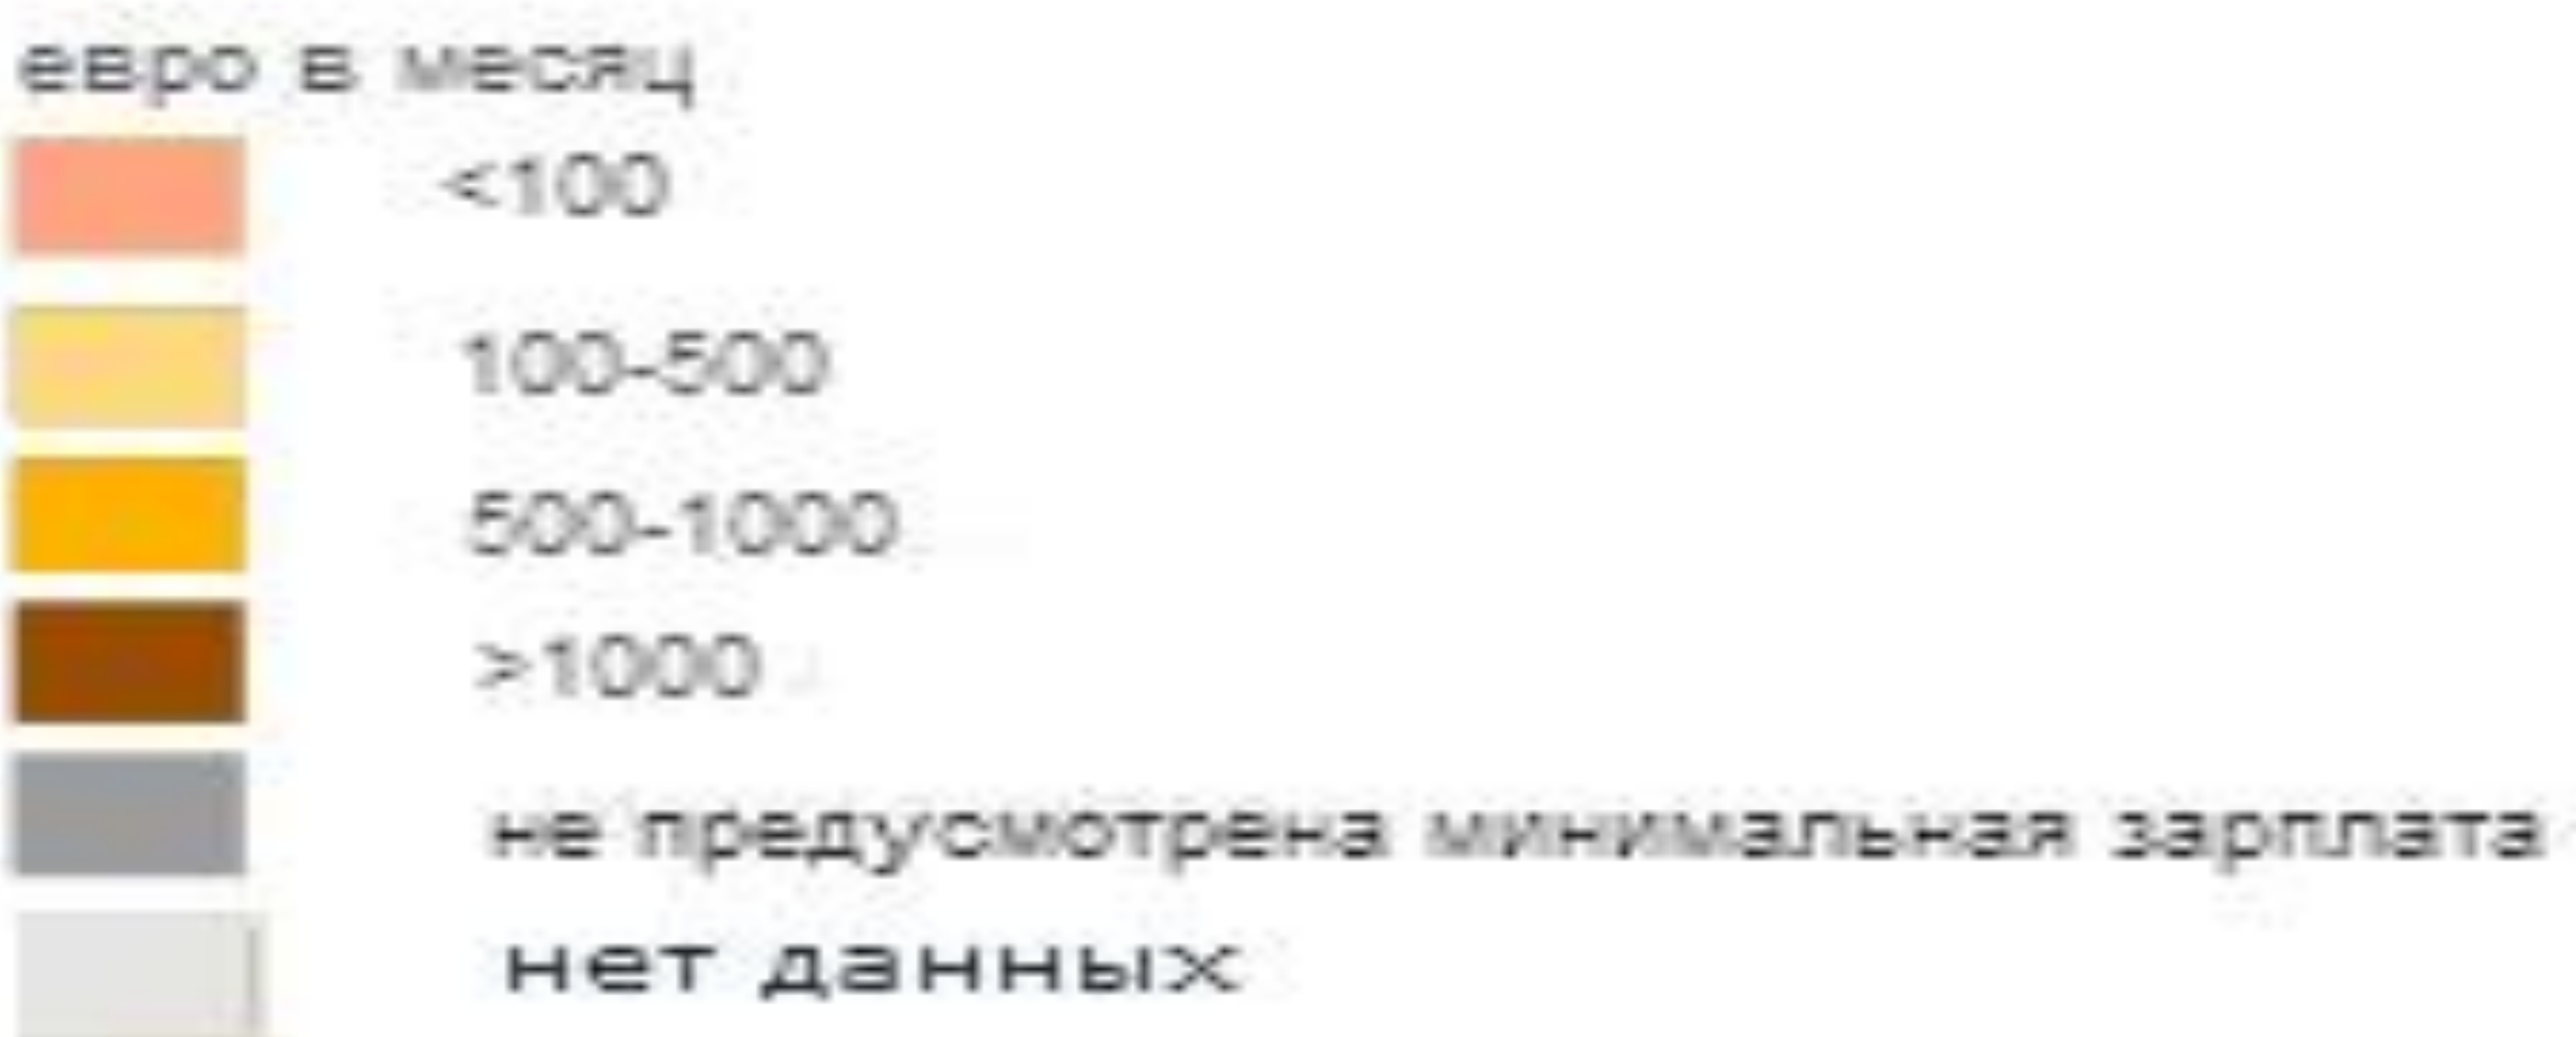 евро в месяц
<100
100-500
500-1000
>1000
не предусмотрена минимальная зарплата
нет данных